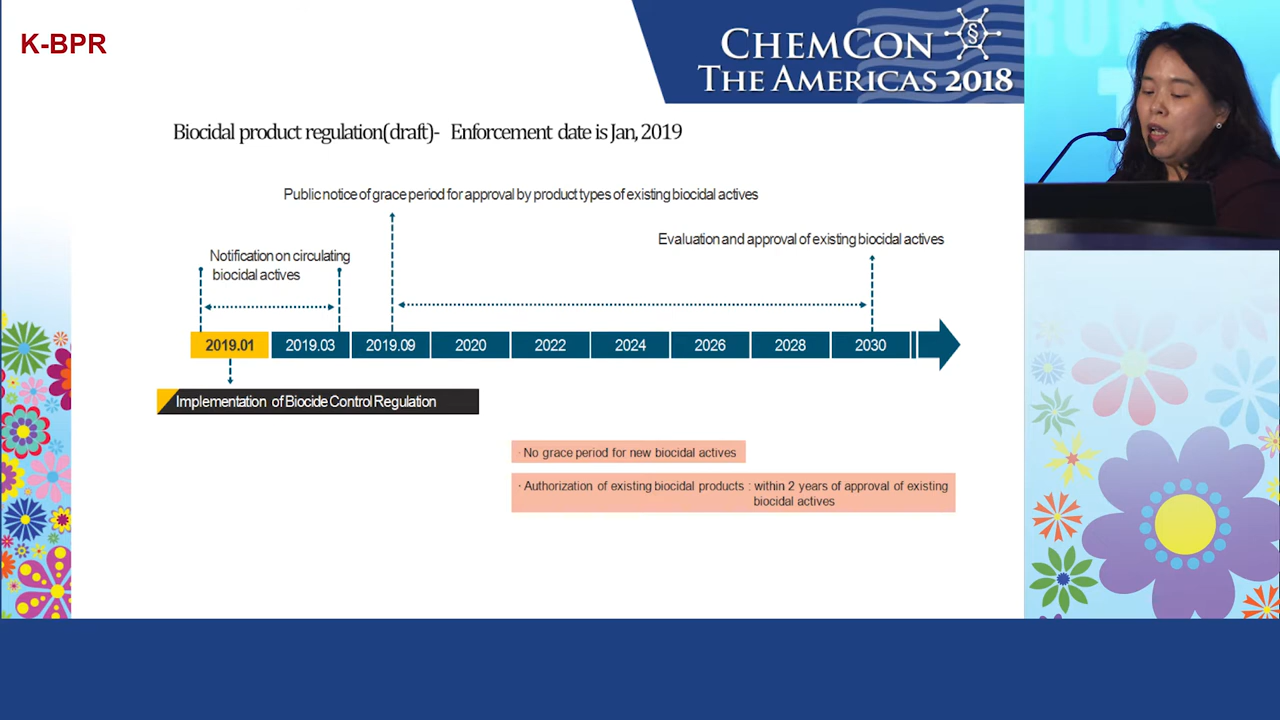 K-BPR
CHEMCON
THE AMERICAS 2018
§
Biocidal product regulation(draft)- Enforcement date is Jan, 2019
Public notice of grace period for approval by product types of existing biocidal actives
Evaluation and approval of existing biocidal actives
Notification on circulating
biocidal actives
2019.01 2019.03 2019.09 2020 2022 2024 2026 2028 2030
Implementation of Biocide Control Regulation
· No grace period for new biocidal actives
· Authorization of existing biocidal products : within 2 years of approval of existing
biocidal actives